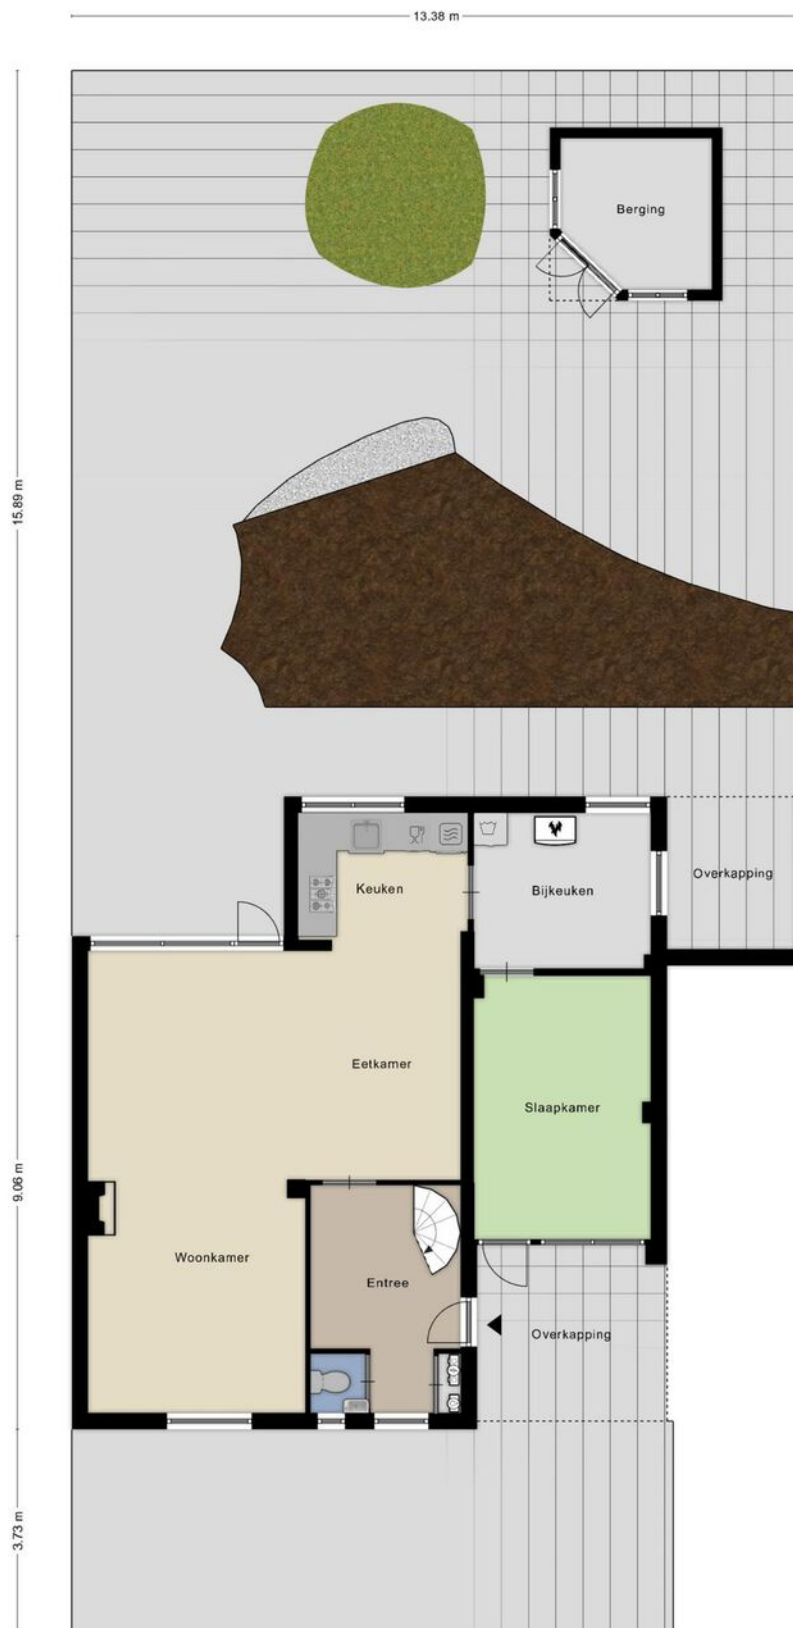 13.38 m
Berging
15.89 m
Keuken
Bijkeuken
Overkapping
Eetkamer
Slaapkamer
9.06 m
Woonkamer
Entree
Overkapping
3.73 m